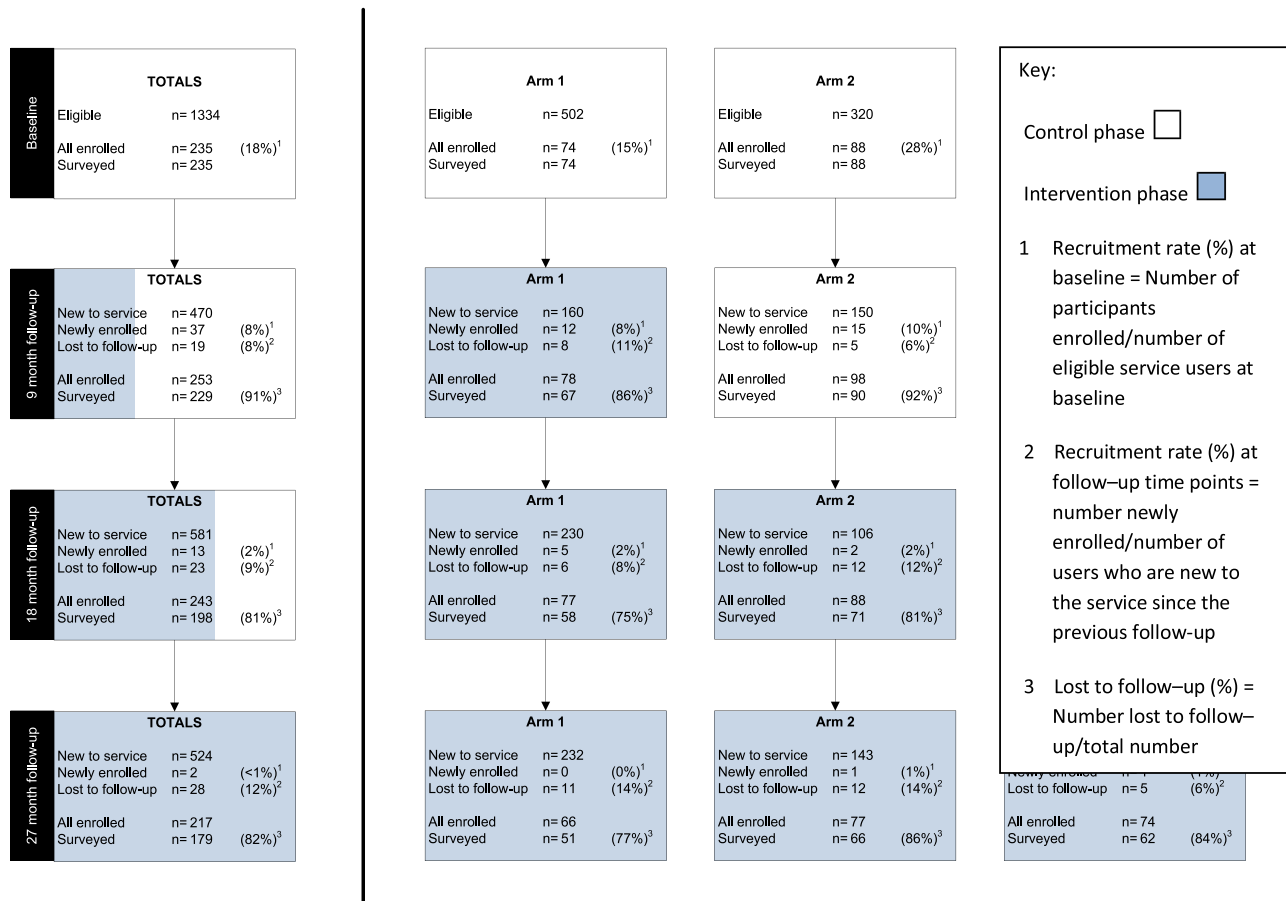 Baseline
TOTALS
Eligible n= 1334
All enrolled n= 235 (18%)1
Surveyed n= 235
Arm 1
Eligible n= 502
All enrolled n= 74 (15%)1
Surveyed n= 74
Arm 2
Eligible n= 320
All enrolled n= 88 (28%)1
Surveyed n= 88
9 month follow-up
TOTALS
New to service n= 470
Newly enrolled n= 37 (8%)1
Lost to follow-up n= 19 (8%)2
All enrolled n= 253
Surveyed n= 229 (91%)3
Arm 1
New to service n= 160
Newly enrolled n= 12 (8%)1
Lost to follow-up n= 8 (11%)2
All enrolled n= 78
Surveyed n= 67 (86%)3
Arm 2
New to service n= 150
Newly enrolled n= 15 (10%)1
Lost to follow-up n= 5 (6%)2
All enrolled n= 98
Surveyed n= 90 (92%)3
18 month follow-up
TOTALS
New to service n= 581
Newly enrolled n= 13 (2%)1
Lost to follow-up n= 23 (9%)2
All enrolled n= 243
Surveyed n= 198 (81%)3
Arm 1
New to service n= 230
Newly enrolled n= 5 (2%)1
Lost to follow-up n= 6 (8%)2
All enrolled n= 77
Surveyed n= 58 (75%)3
Arm 2
New to service n= 106
Newly enrolled n= 2 (2%)1
Lost to follow-up n= 12 (12%)2
All enrolled n= 88
Surveyed n= 71 (81%)3
27 month follow-up
TOTALS
New to service n= 524
Newly enrolled n= 2 (<1%)1
Lost to follow-up n= 28 (12%)2
All enrolled n= 217
Surveyed n= 179 (82%)3
Arm 1
New to service n= 232
Newly enrolled n= 0 (0%)1
Lost to follow-up n= 11 (14%)2
All enrolled n= 66
Surveyed n= 51 (77%)3
Arm 2
New to service n= 143
Newly enrolled n= 1 (1%)1
Lost to follow-up n= 12 (14%)2
All enrolled n= 77
Surveyed n= 66 (86%)3
Key:
Control phase
Intervention phase
1 Recruitment rate (%) at
baseline = Number of
participants
enrolled/number of
eligible service users at
baseline
2 Recruitment rate (%) at
follow–up time points =
number newly
enrolled/number of
users who are new to
the service since the
previous follow-up
3 Lost to follow–up (%) =
Number lost to follow–
up/total number
Lost to follow-up n= 5 (6%)2
All enrolled n= 74
Surveyed n= 62 (84%)3